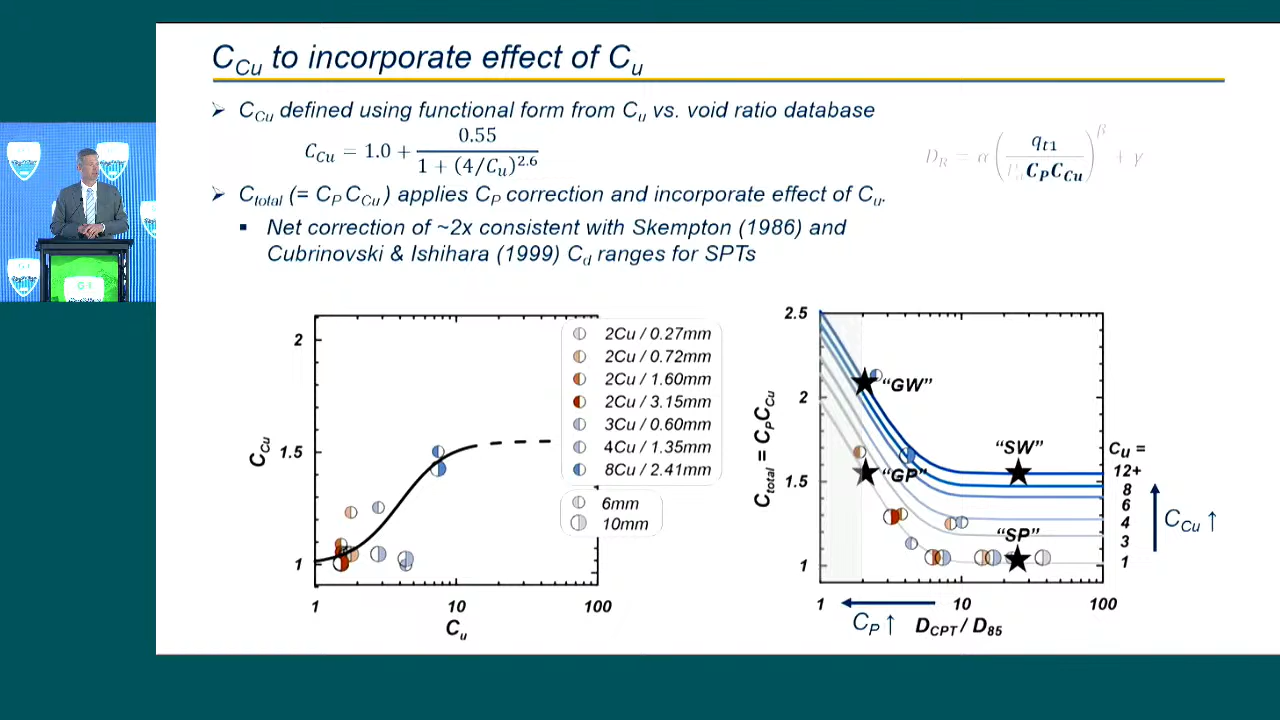 C_Cu to incorporate effect of C_u
➤ C_Cu defined using functional form from C_u vs. void ratio database
C_Cu = 1.0 + 0.55 / (1 + (4/C_u)^2.6)
D_R = α (q_t1 / C_P C_Cu)^β + γ
➤ C_total (= C_P C_Cu) applies C_P correction and incorporate effect of C_u.
▪ Net correction of ~2x consistent with Skempton (1986) and
Cubrinovski & Ishihara (1999) C_d ranges for SPTs
2
1.5
1
C_Cu
1
10
100
C_u
2Cu / 0.27mm
2Cu / 0.72mm
2Cu / 1.60mm
2Cu / 3.15mm
3Cu / 0.60mm
4Cu / 1.35mm
8Cu / 2.41mm
6mm
10mm
2.5
2
1.5
1
C_total = C_P C_Cu
"GW"
"GP"
"SW"
"SP"
Cu =
12+
8
6
4
3
1
C_Cu ↑
1
10
100
C_P ↑
D_CPT / D_85